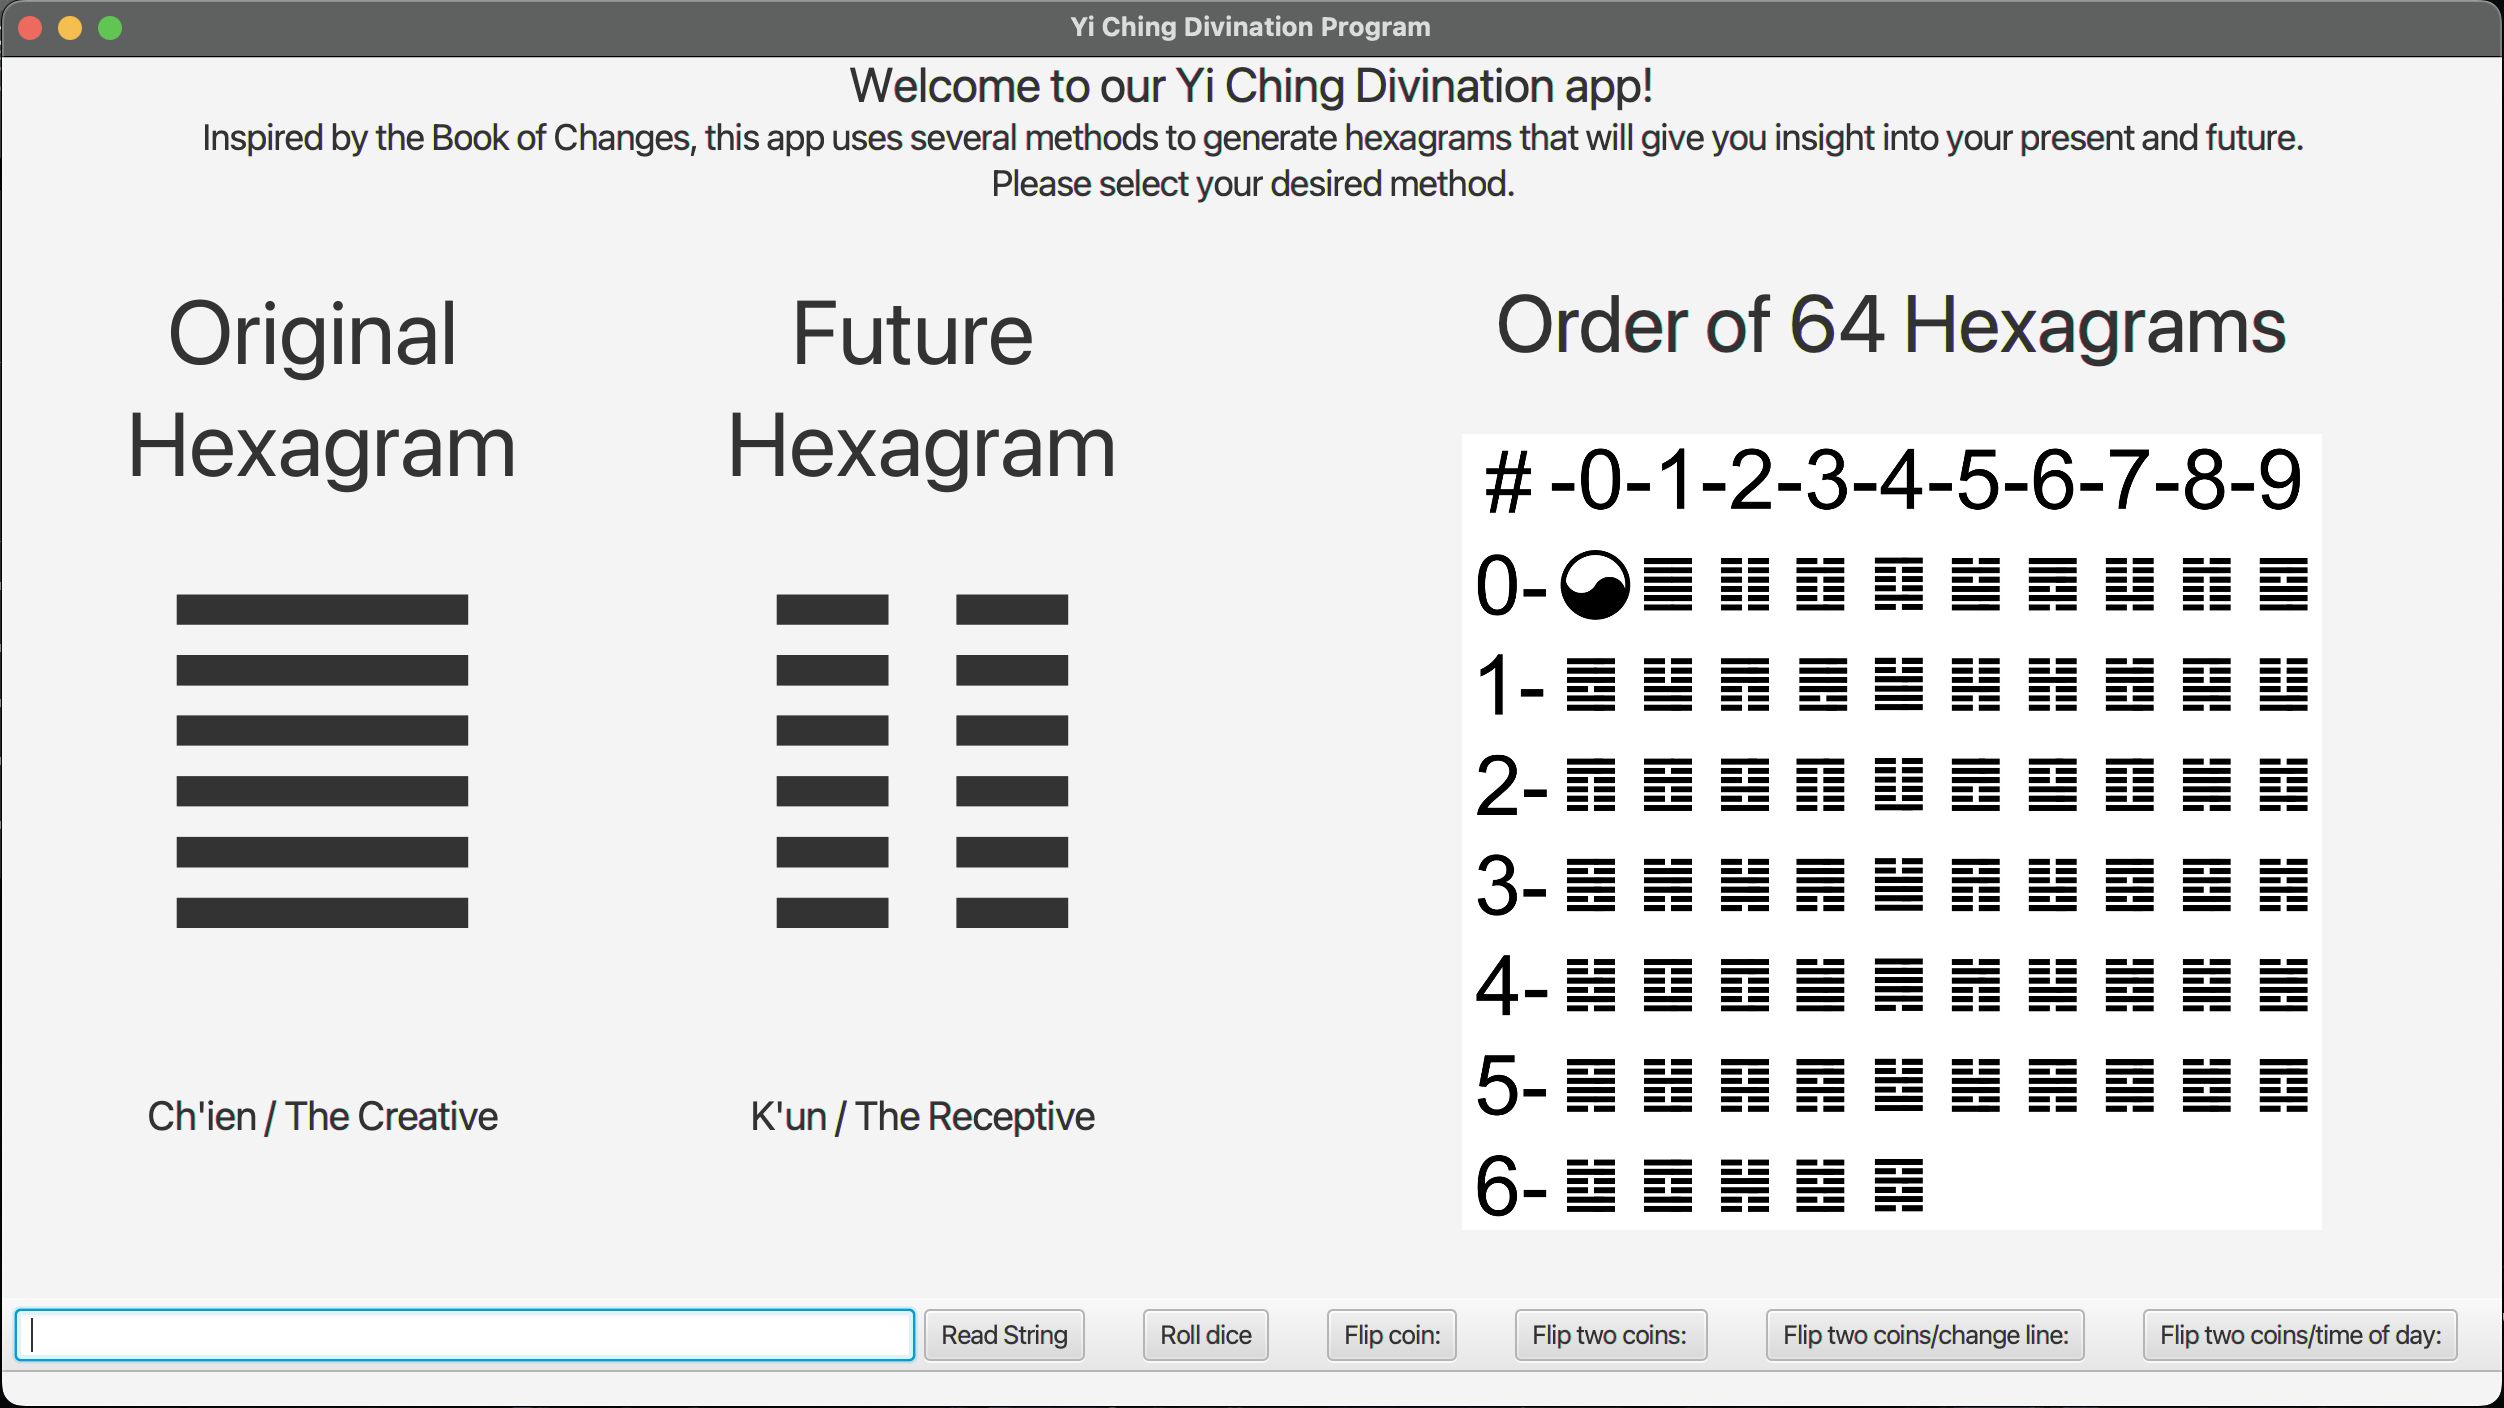 Yi Ching Divination Program
Welcome to our Yi Ching Divination app!
Inspired by the Book of Changes, this app uses several methods to generate hexagrams that will give you insight into your present and future.
Please select your desired method.
Original
Hexagram
Future
Hexagram
Ch'ien / The Creative
K'un / The Receptive
Order of 64 Hexagrams
# -0-1-2-3-4-5-6-7-8-9
0-
1-
2-
3-
4-
5-
6-
Read String
Roll dice
Flip coin:
Flip two coins:
Flip two coins/change line:
Flip two coins/time of day: